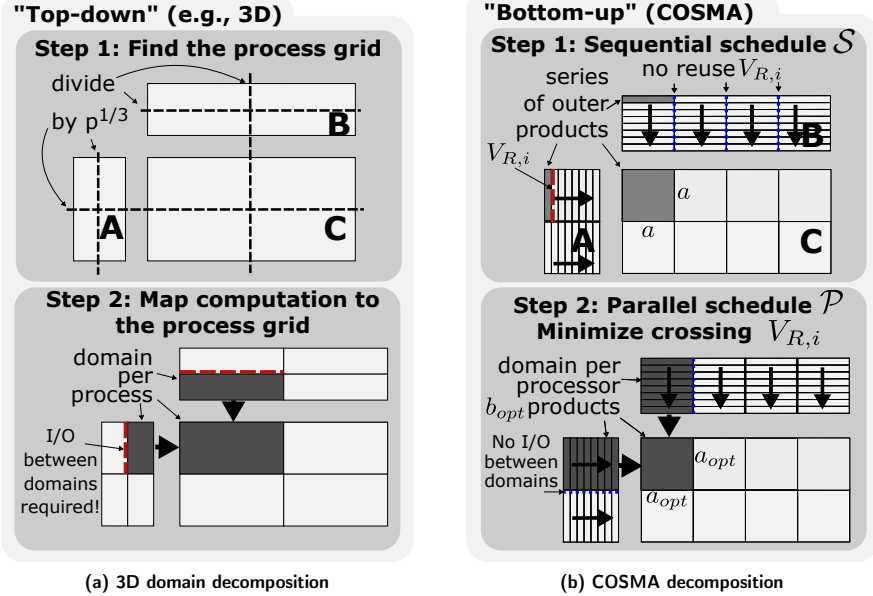 "Top-down" (e.g., 3D)
Step 1: Find the process grid
divide
by p^{1/3}
B
A
C
Step 2: Map computation to
the process grid
domain
per
process
I/O
between
domains
required!
(a) 3D domain decomposition
"Bottom-up" (COSMA)
Step 1: Sequential schedule 𝒮
series
of outer
products
no reuse V_{R,i}
B
V_{R,i}
a
a
A
C
Step 2: Parallel schedule 𝒫
Minimize crossing V_{R,i}
domain per
processor
b_{opt} products
No I/O
between
domains
a_{opt}
a_{opt}
(b) COSMA decomposition